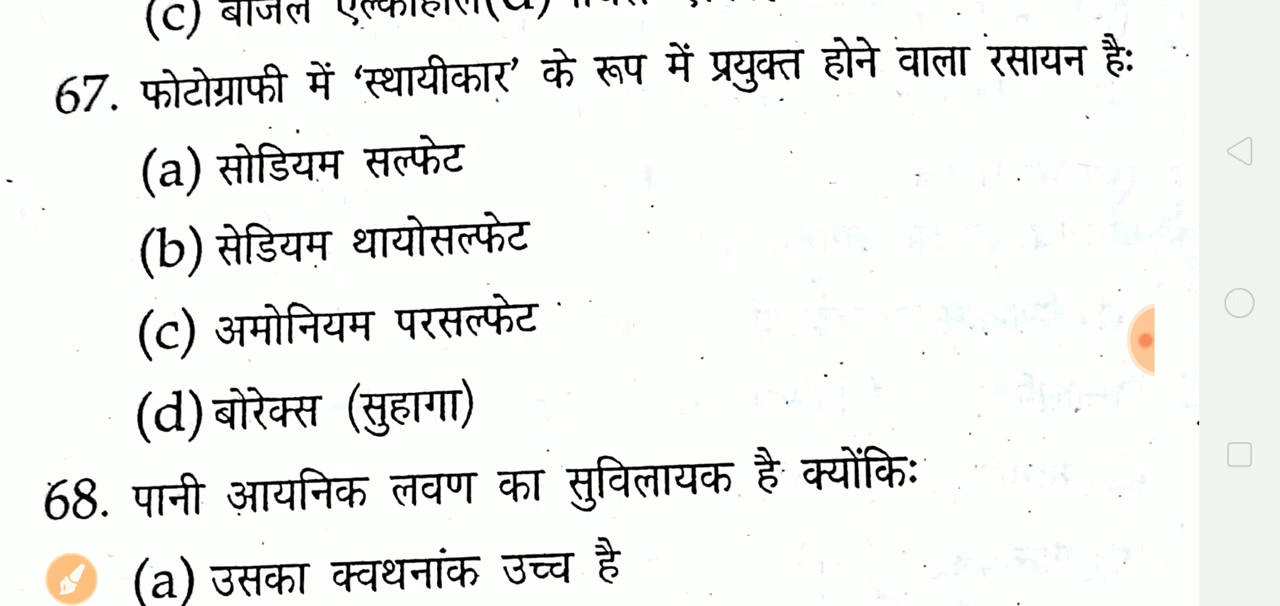 67. फोटोग्राफी में ‘स्थायीकार’ के रूप में प्रयुक्त होने वाला रसायन है:
(a) सोडियम सल्फेट
(b) सेडियम थायोसल्फेट
(c) अमोनियम परसल्फेट
(d) बोरेक्स (सुहागा)
68. पानी आयनिक लवण का सुविलायक है क्योंकि:
(a) उसका क्वथनांक उच्च है